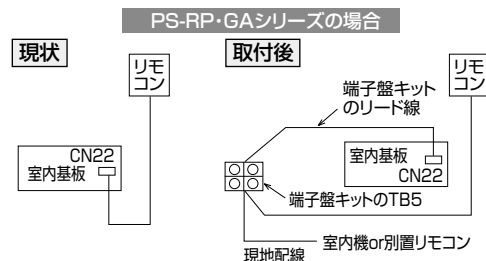 PS-RP・GAシリーズの場合
現状
リモ
コン
CN22
室内基板
取付後
リモ
コン
端子盤キット
のリード線
室内基板
CN22
端子盤キットのTB5
室内機or別置リモコン
現地配線